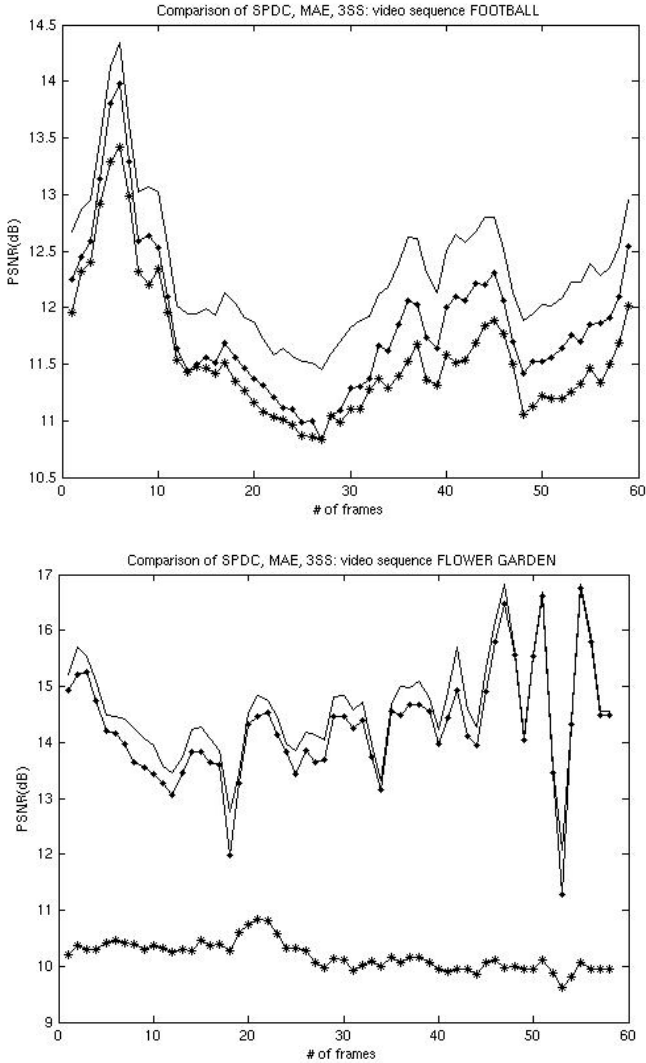 Comparison of SPDC, MAE, 3SS: video sequence FOOTBALL
14.5
14
13.5
13
12.5
12
11.5
11
10.5
PSNR(dB)
0 10 20 30 40 50 60
# of frames
Comparison of SPDC, MAE, 3SS: video sequence FLOWER GARDEN
17
16
15
14
13
12
11
10
9
PSNR(dB)
0 10 20 30 40 50 60
# of frames